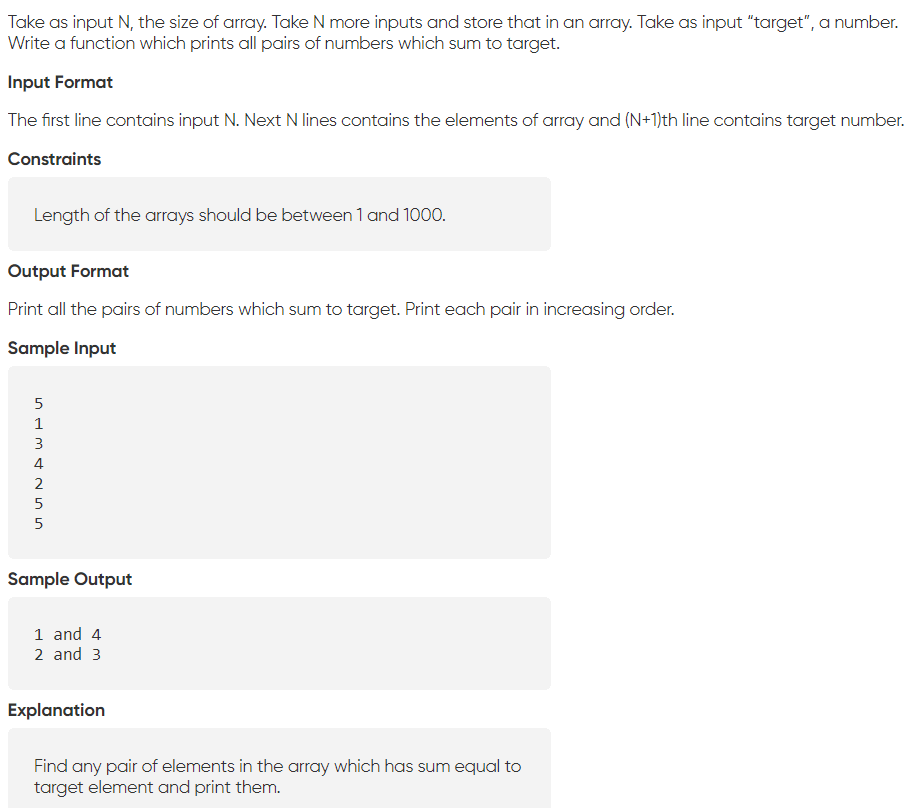 Take as input N, the size of array. Take N more inputs and store that in an array. Take as input “target”, a number.
Write a function which prints all pairs of numbers which sum to target.
Input Format
The first line contains input N. Next N lines contains the elements of array and (N+1)th line contains target number.
Constraints
Length of the arrays should be between 1 and 1000.
Output Format
Print all the pairs of numbers which sum to target. Print each pair in increasing order.
Sample Input
5
1
3
4
2
5
5
Sample Output
1 and 4
2 and 3
Explanation
Find any pair of elements in the array which has sum equal to
target element and print them.